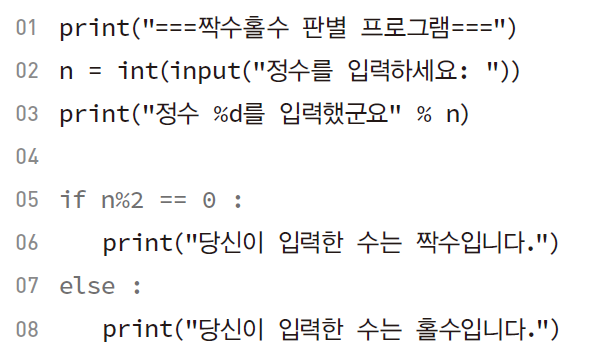 01 print("===짝수홀수 판별 프로그램===")
02 n = int(input("정수를 입력하세요: "))
03 print("정수 %d를 입력했군요" % n)
04
05 if n%2 == 0 :
06 print("당신이 입력한 수는 짝수입니다.")
07 else :
08 print("당신이 입력한 수는 홀수입니다.")